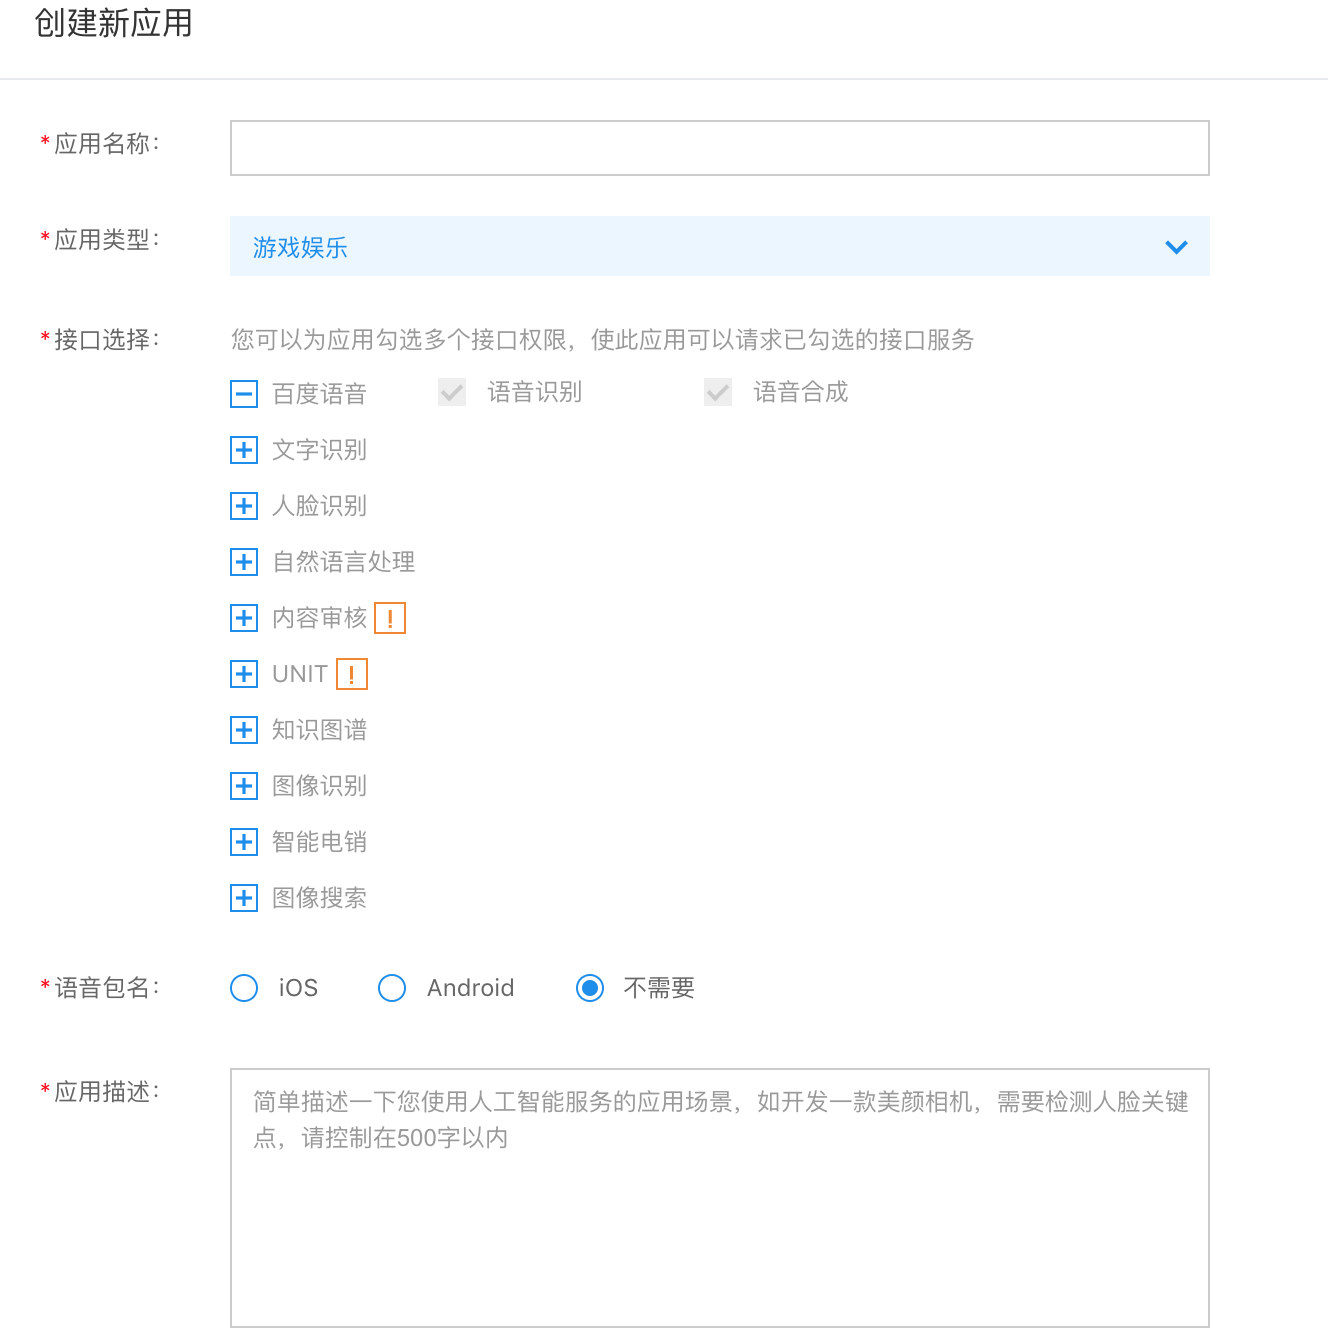 创建新应用
*应用名称：
*应用类型：
游戏娱乐
*接口选择：
您可以为应用勾选多个接口权限，使此应用可以请求已勾选的接口服务
百度语音 语音识别 语音合成
文字识别
人脸识别
自然语言处理
内容审核 !
UNIT !
知识图谱
图像识别
智能电销
图像搜索
*语音包名： iOS Android 不需要
*应用描述：
简单描述一下您使用人工智能服务的应用场景，如开发一款美颜相机，需要检测人脸关键
点，请控制在500字以内